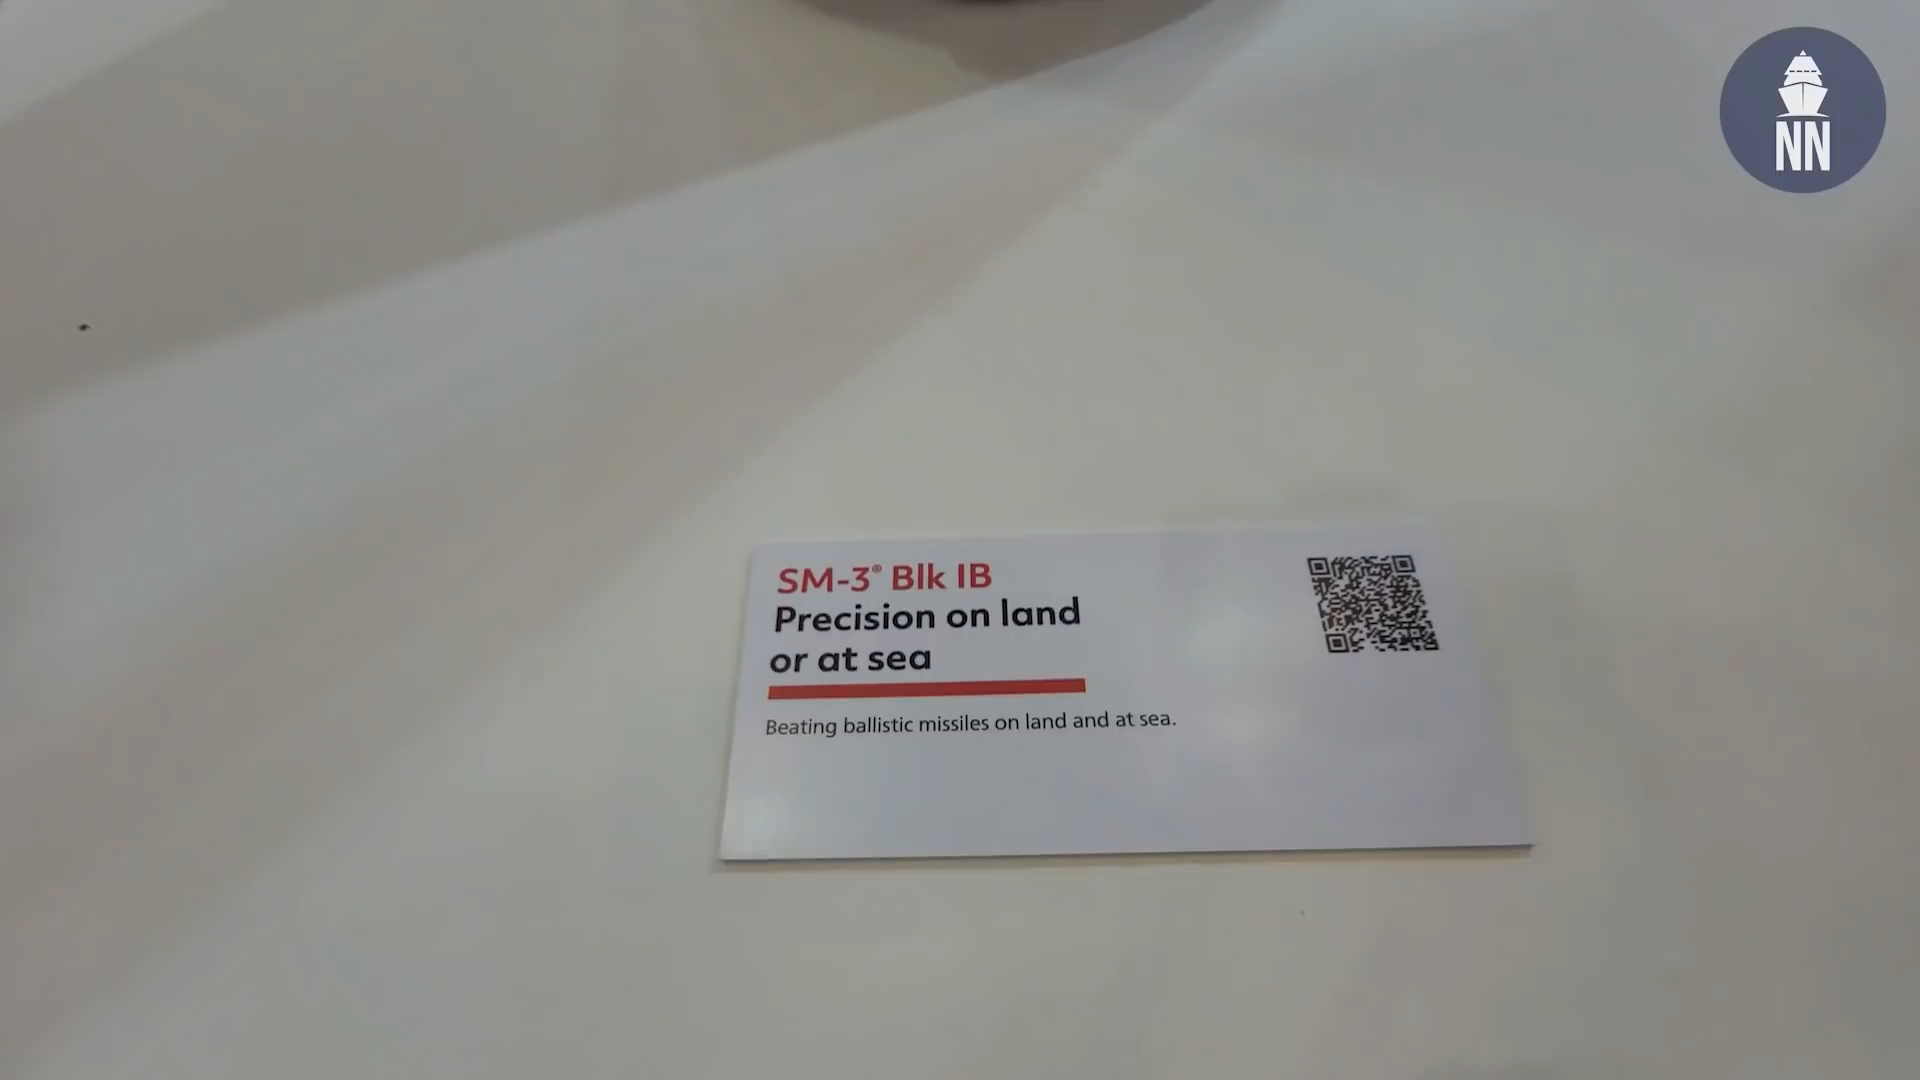 NN
SM-3® Blk IB
Precision on land
or at sea
Beating ballistic missiles on land and at sea.